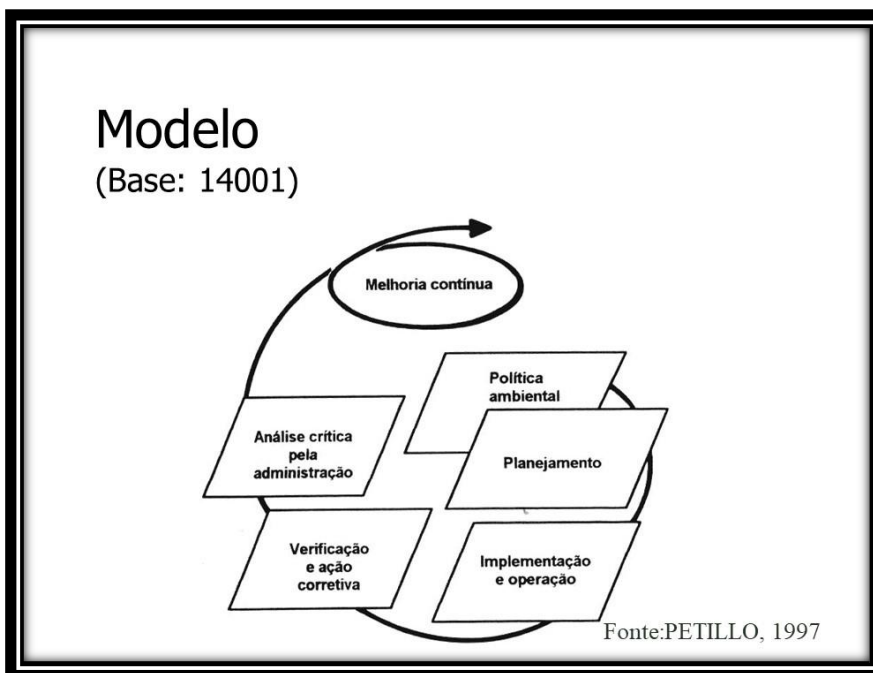 Modelo
(Base: 14001)
Melhoria contínua
Política
ambiental
Planejamento
Implementação
e operação
Verificação
e ação
corretiva
Análise crítica
pela
administração
Fonte:PETILLO, 1997